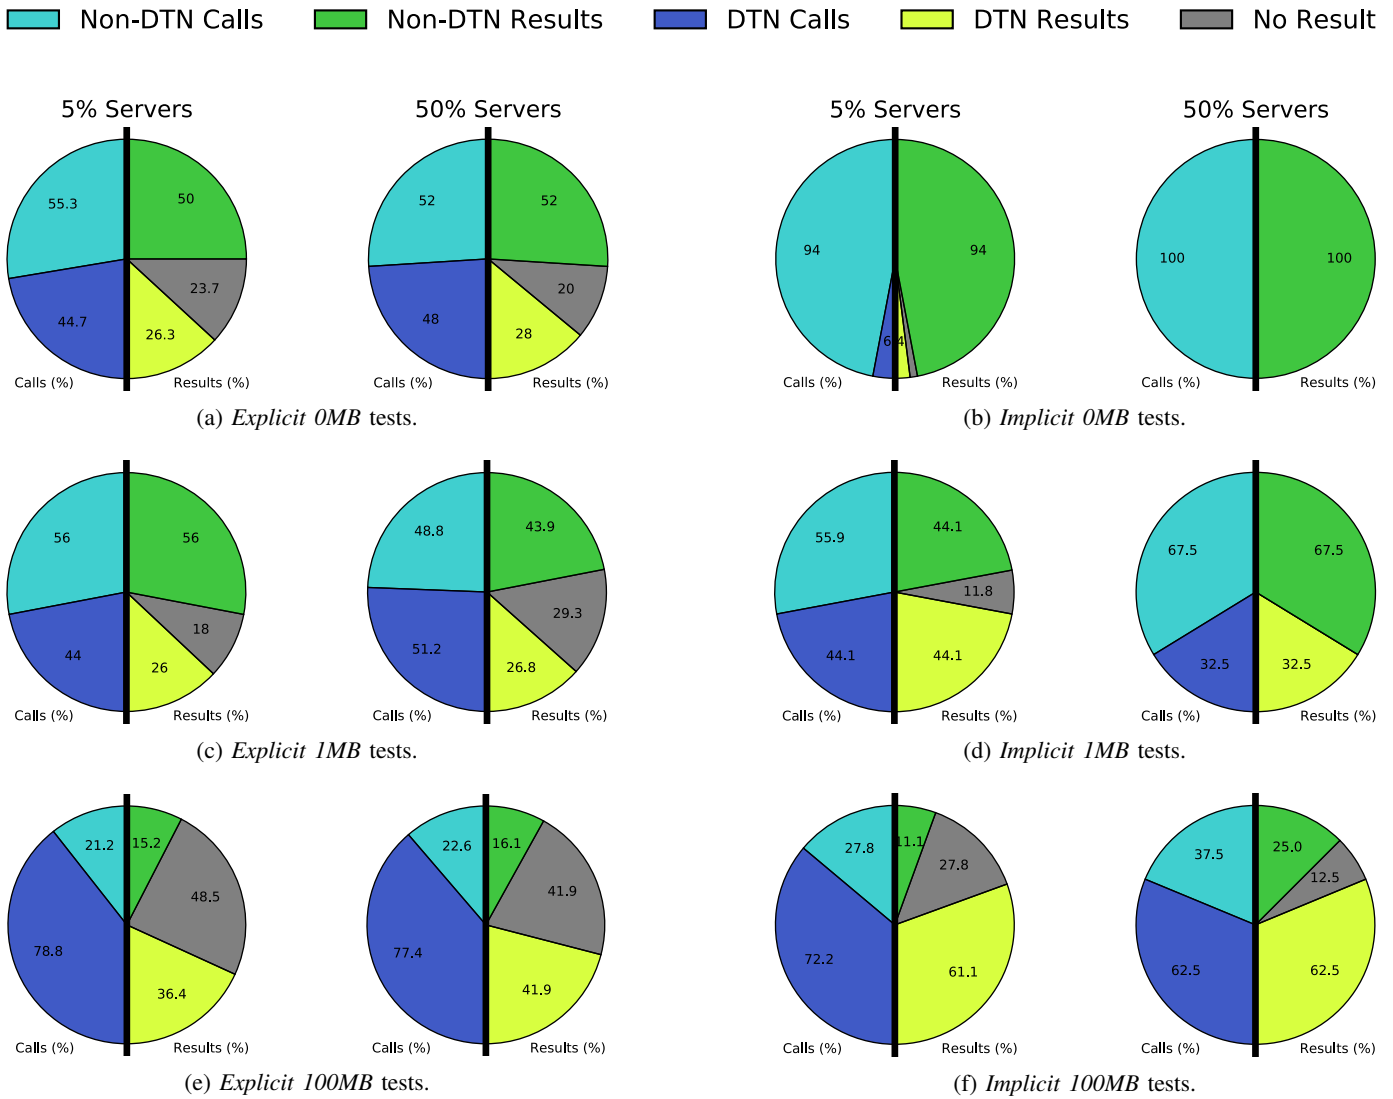 Non-DTN Calls Non-DTN Results DTN Calls DTN Results No Result
5% Servers 50% Servers 5% Servers 50% Servers
55.3 50 44.7 26.3 23.7
52 52 48 28 20
94 94 6 4
100 100
Calls (%) Results (%) Calls (%) Results (%) Calls (%) Results (%) Calls (%) Results (%)
(a) Explicit 0MB tests. (b) Implicit 0MB tests.
56 56 44 26 18
48.8 43.9 51.2 26.8 29.3
55.9 44.1 44.1 44.1 11.8
67.5 67.5 32.5 32.5
Calls (%) Results (%) Calls (%) Results (%) Calls (%) Results (%) Calls (%) Results (%)
(c) Explicit 1MB tests. (d) Implicit 1MB tests.
21.2 15.2 48.5 78.8 36.4
22.6 16.1 41.9 77.4 41.9
27.8 11.1 27.8 72.2 61.1
37.5 25.0 12.5 62.5 62.5
Calls (%) Results (%) Calls (%) Results (%) Calls (%) Results (%) Calls (%) Results (%)
(e) Explicit 100MB tests. (f) Implicit 100MB tests.